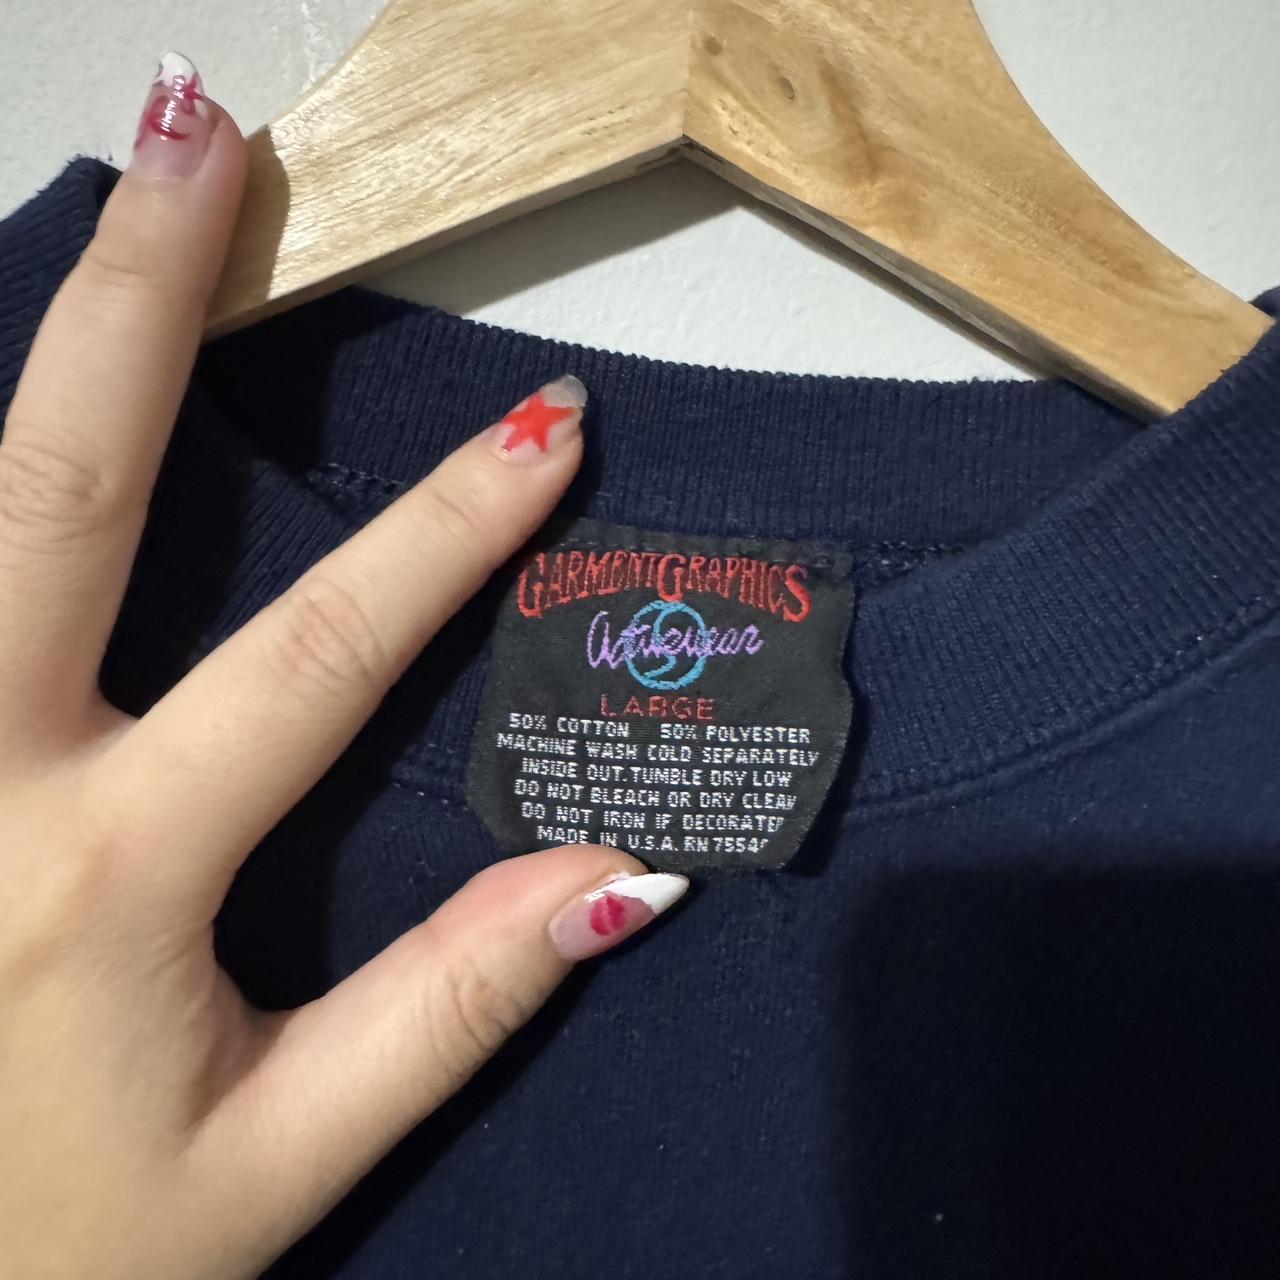 GARMENTGRAPHICS
Activewear
LARGE
50% COTTON 50% POLYESTER
MACHINE WASH COLD SEPARATELY
INSIDE OUT. TUMBLE DRY LOW
DO NOT BLEACH OR DRY CLEAN
DO NOT IRON IF DECORATED
MADE IN U.S.A. RN